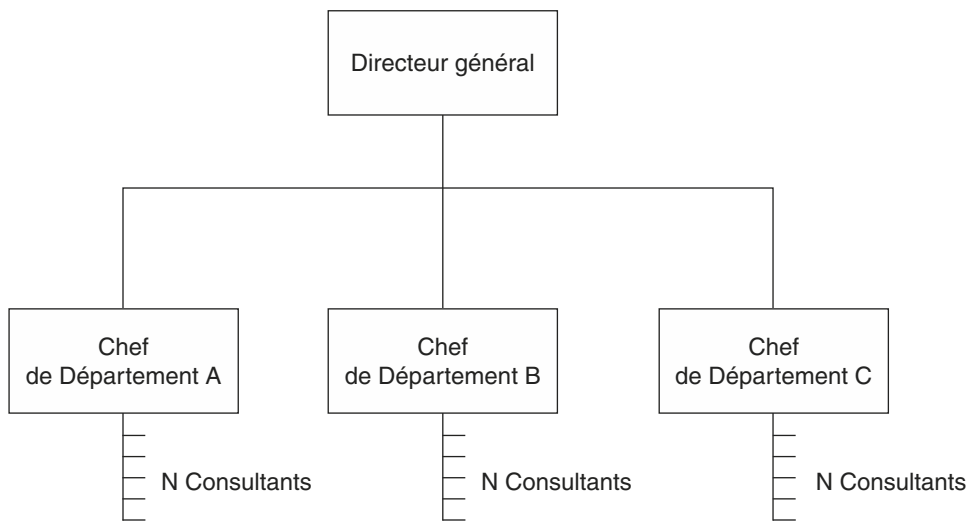 Directeur général
Chef
de Département A
Chef
de Département B
Chef
de Département C
N Consultants
N Consultants
N Consultants